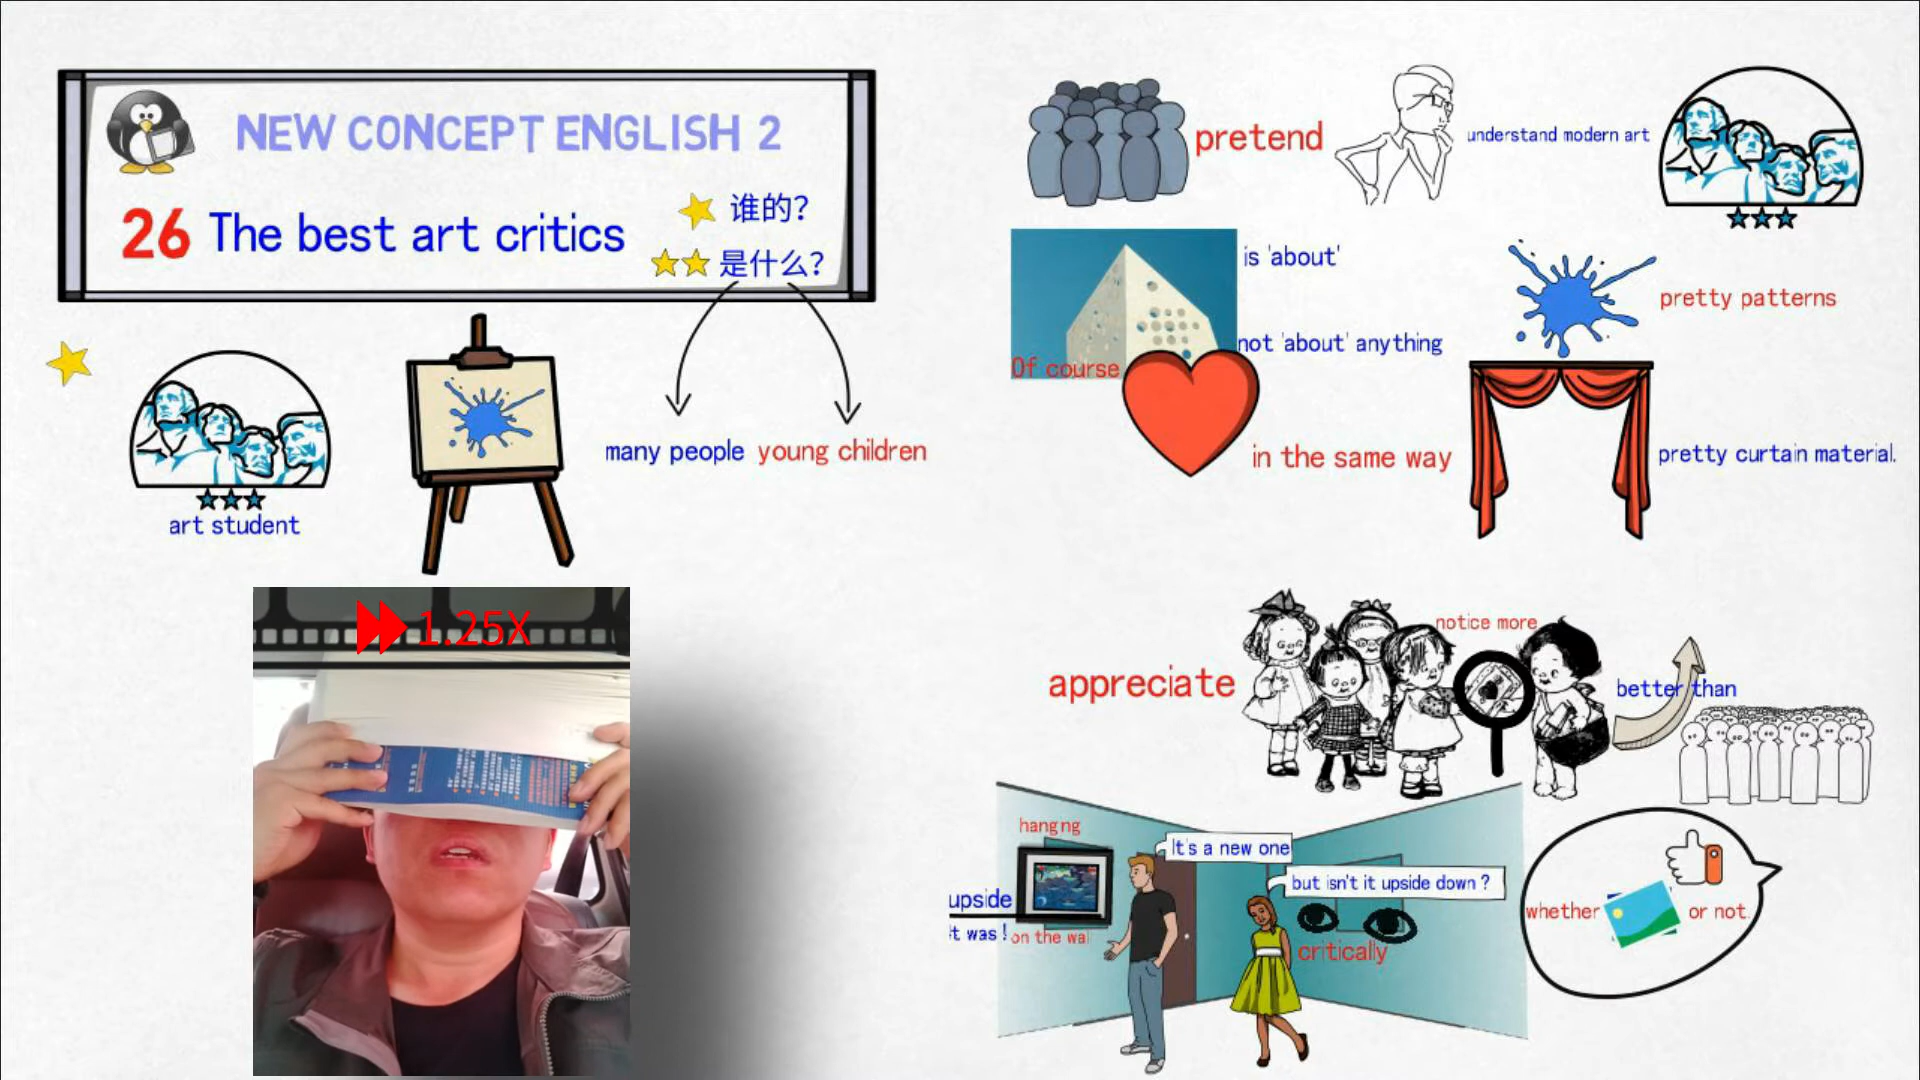 NEW CONCEPT ENGLISH 2
26 The best art critics
谁的?
是什么?
many people young children
art student
1.25X
pretend
understand modern art
is 'about'
pretty patterns
not 'about' anything
Of course
in the same way
pretty curtain material.
appreciate
notice more
better than
hangng
It's a new one
but isn't it upside down ?
upside
it was !
on the wal
critically
whether
or not.